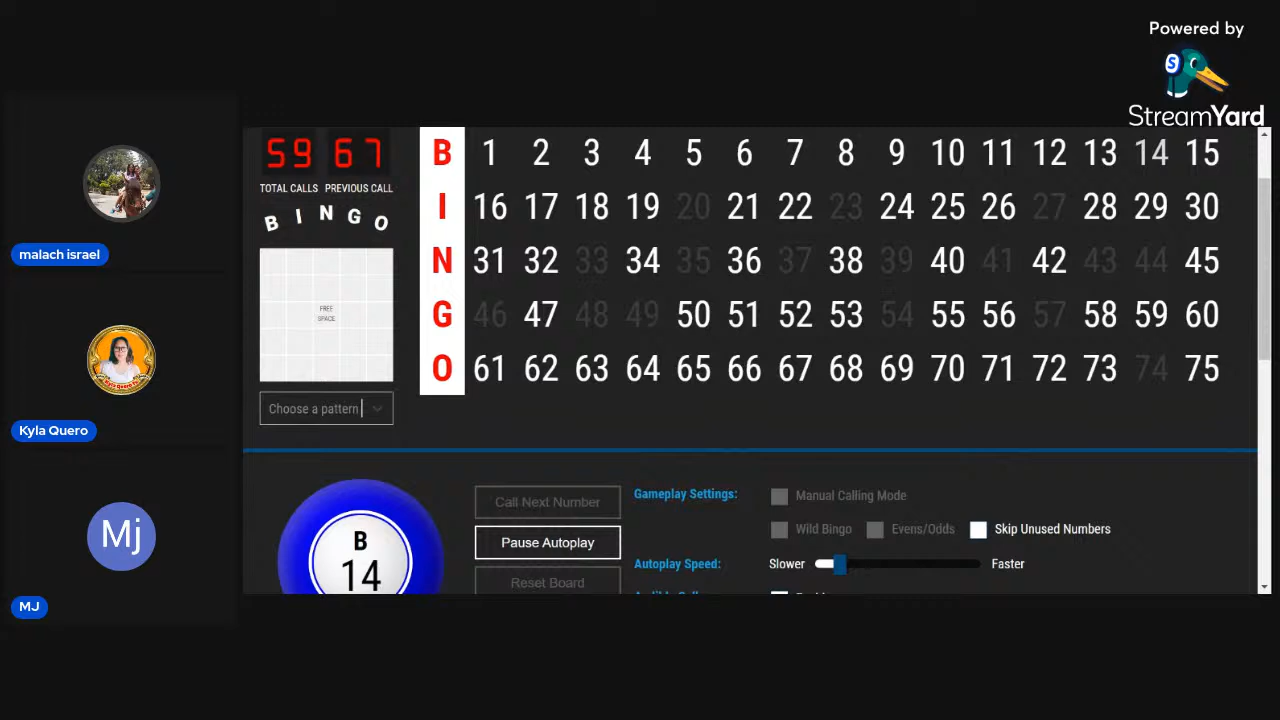 Powered by
StreamYard
malach israel
Kyla Quero
Mj
MJ
59 67
TOTAL CALLS PREVIOUS CALL
B I N G O
FREE
SPACE
Choose a pattern
B 1 2 3 4 5 6 7 8 9 10 11 12 13 14 15
I 16 17 18 19 20 21 22 23 24 25 26 27 28 29 30
N 31 32 33 34 35 36 37 38 39 40 41 42 43 44 45
G 46 47 48 49 50 51 52 53 54 55 56 57 58 59 60
O 61 62 63 64 65 66 67 68 69 70 71 72 73 74 75
B
14
Call Next Number
Pause Autoplay
Reset Board
Gameplay Settings:
Manual Calling Mode
Wild Bingo Evens/Odds Skip Unused Numbers
Autoplay Speed:
Slower Faster